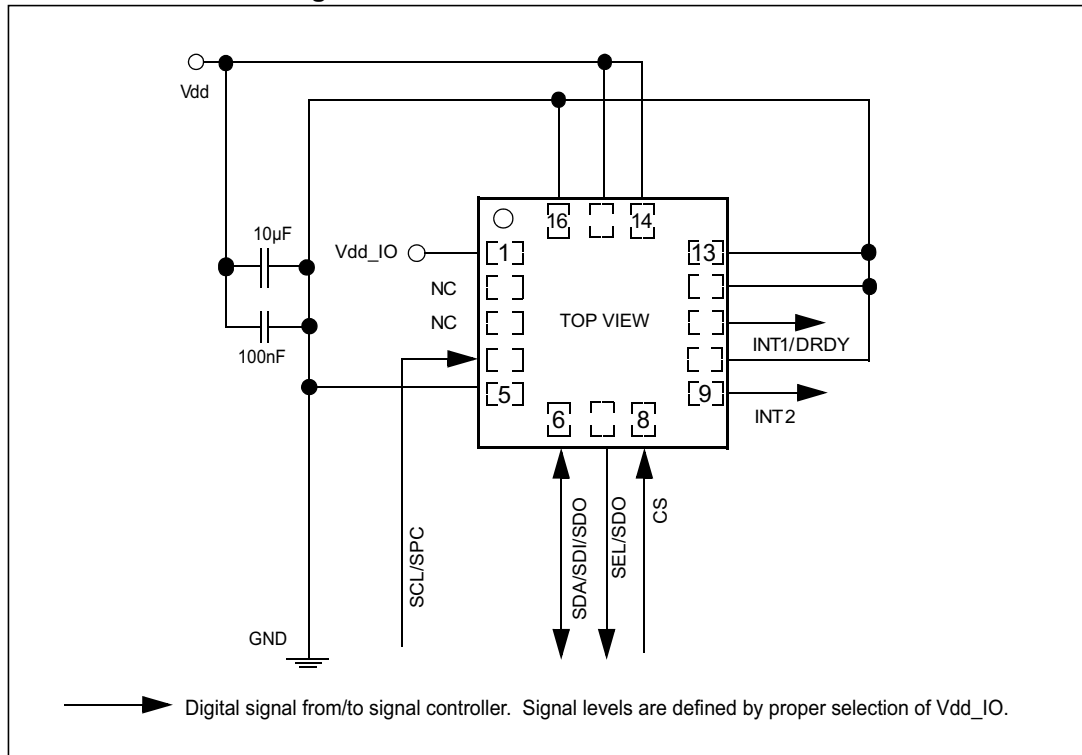 Vdd
16
14
10µF
Vdd_IO
1
13
NC
NC
TOP VIEW
INT1/DRDY
100nF
5
9
6
8
INT2
SCL/SPC
SDA/SDI/SDO
SEL/SDO
CS
GND
Digital signal from/to signal controller. Signal levels are defined by proper selection of Vdd_IO.